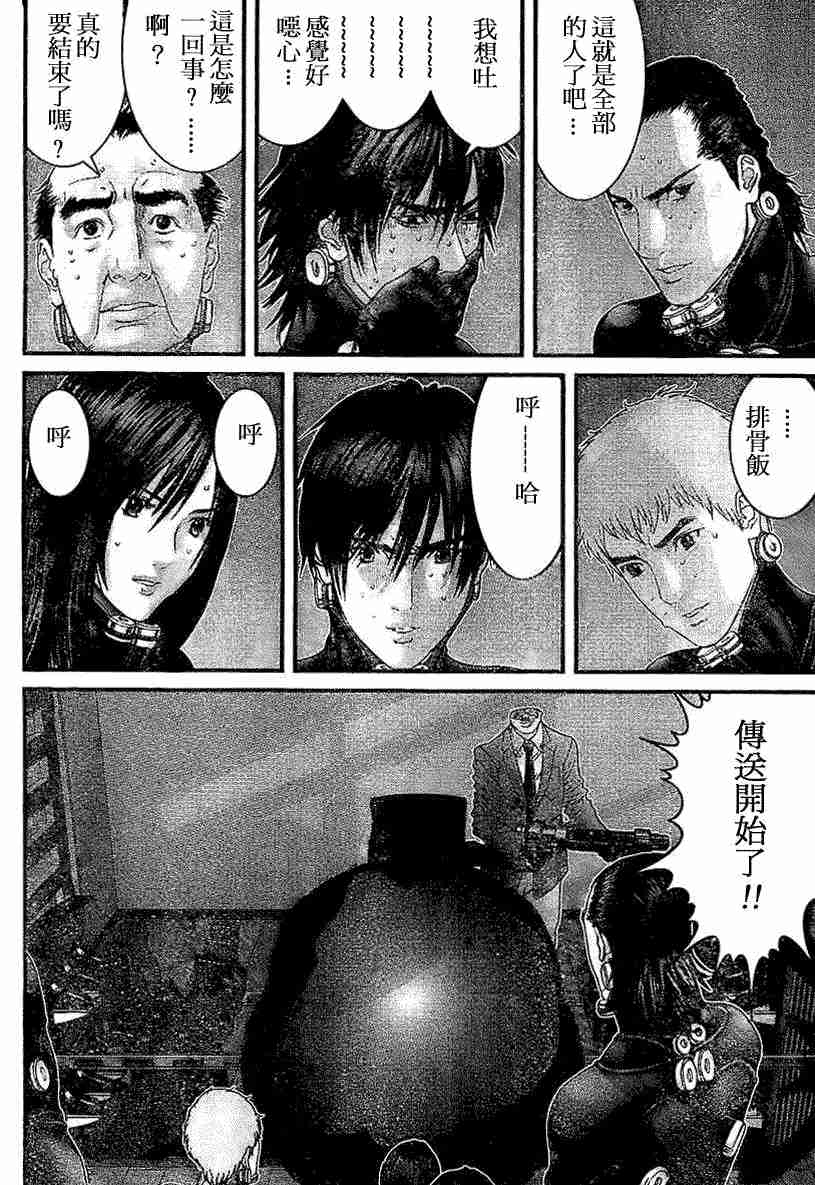 這就是全部
的人了吧…
我想吐
~~~~~~~
~~~~~~~
~~~~~~~
~~~~~~~
感覺好
噁心…
這是怎麼
一回事？……
啊？
真的
要結束了嗎？
……
排骨飯
呼……哈
呼
呼
傳送開始了!!